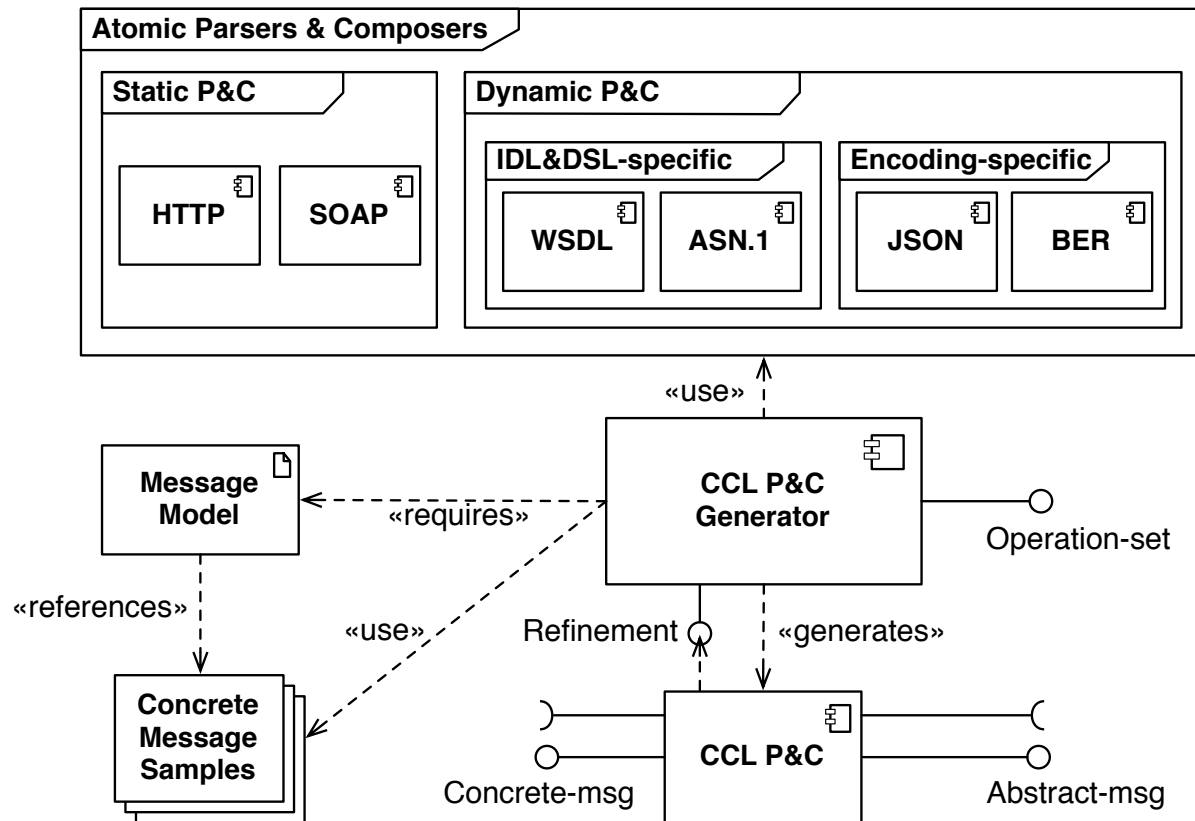 Atomic Parsers & Composers
Static P&C
Dynamic P&C
IDL&DSL-specific
Encoding-specific
HTTP
SOAP
WSDL
ASN.1
JSON
BER
«use»
Message
Model
CCL P&C
Generator
«requires»
Operation-set
«references»
«use»
Refinement
«generates»
Concrete
Message
Samples
CCL P&C
Concrete-msg
Abstract-msg